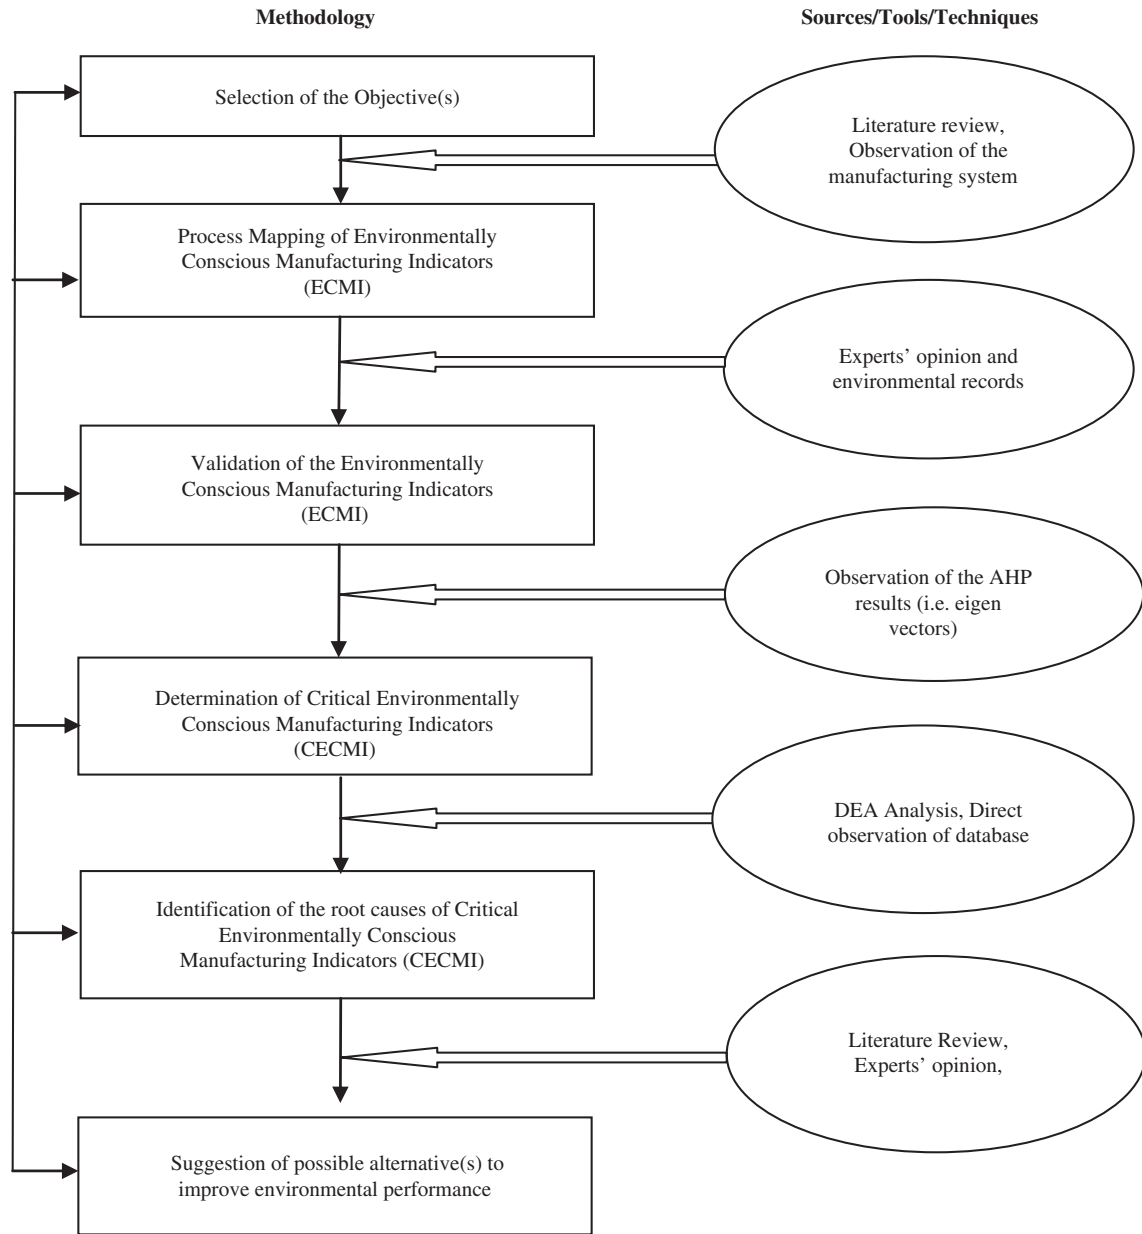 Methodology
Sources/Tools/Techniques
Selection of the Objective(s)
Literature review,
Observation of the
manufacturing system
Process Mapping of Environmentally
Conscious Manufacturing Indicators
(ECMI)
Experts’ opinion and
environmental records
Validation of the Environmentally
Conscious Manufacturing Indicators
(ECMI)
Observation of the AHP
results (i.e. eigen
vectors)
Determination of Critical Environmentally
Conscious Manufacturing Indicators
(CECMI)
DEA Analysis, Direct
observation of database
Identification of the root causes of Critical
Environmentally Conscious
Manufacturing Indicators (CECMI)
Literature Review,
Experts’ opinion,
Suggestion of possible alternative(s) to
improve environmental performance